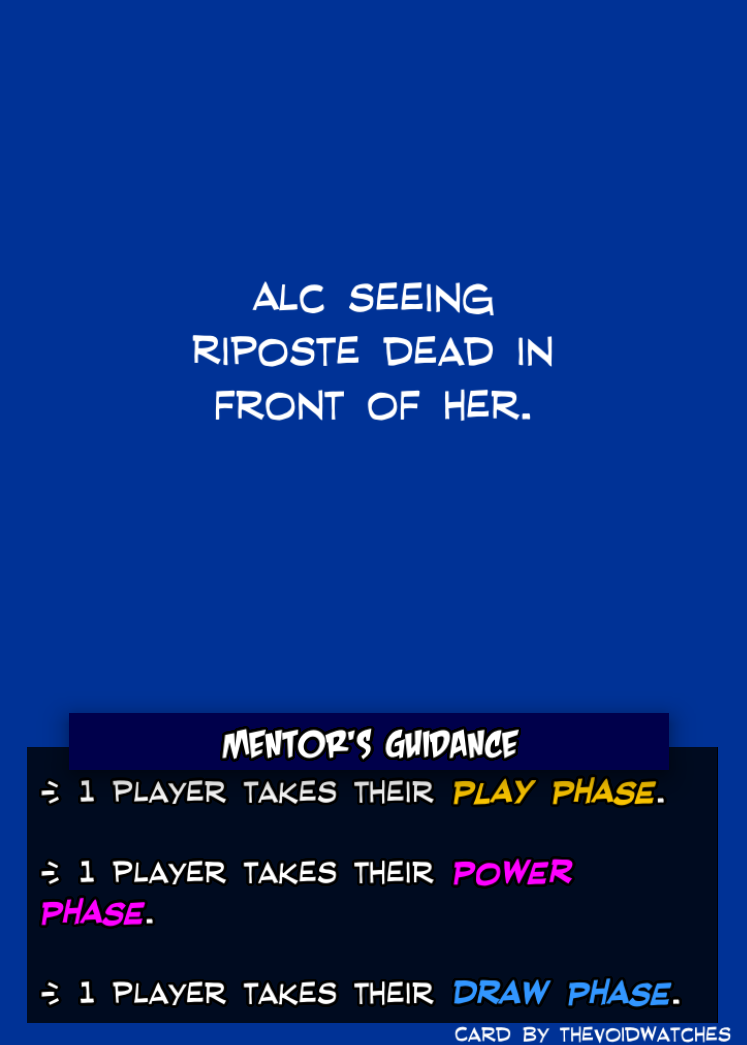 ALC SEEING
RIPOSTE DEAD IN
FRONT OF HER.
MENTOR'S GUIDANCE
1 PLAYER TAKES THEIR PLAY PHASE.
1 PLAYER TAKES THEIR POWER
PHASE.
1 PLAYER TAKES THEIR DRAW PHASE.
CARD BY THEVOIDWATCHES